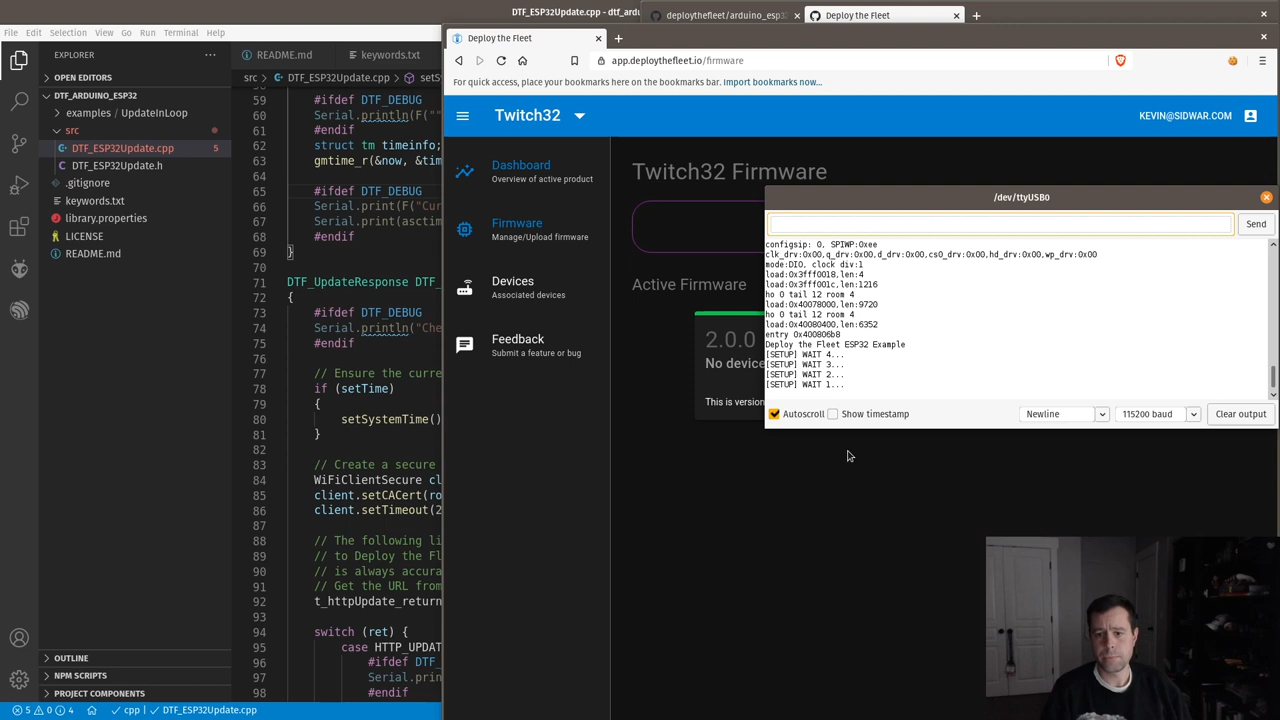 DTF_ESP32Update.cpp - dtf_ardu
deploythefleet/arduino_esp3
Deploy the Fleet
File Edit Selection View Go Run Terminal Help
EXPLORER
OPEN EDITORS
DTF_ARDUINO_ESP32
examples / UpdateInLoop
src
DTF_ESP32Update.cpp 5
DTF_ESP32Update.h
.gitignore
keywords.txt
library.properties
LICENSE
README.md
OUTLINE
NPM SCRIPTS
PROJECT COMPONENTS
5 0 4 cpp DTF_ESP32Update.cpp
README.md keywords.txt
src > DTF_ESP32Update.cpp > setS
59 #ifdef DTF_DEBUG
60 Serial.println(F(""
61 #endif
62 struct tm timeinfo;
63 gmtime_r(&now, &tim
64
65 #ifdef DTF_DEBUG
66 Serial.print(F("Cur
67 Serial.print(asctim
68 #endif
69 }
70
71 DTF_UpdateResponse DTF_
72 {
73 #ifdef DTF_DEBUG
74 Serial.println("Che
75 #endif
76
77 // Ensure the curre
78 if (setTime)
79 {
80 setSystemTime()
81 }
82
83 // Create a secure
84 WiFiClientSecure cl
85 client.setCACert(ro
86 client.setTimeout(2
87
88 // The following li
89 // to Deploy the Fl
90 // is always accura
91 // Get the URL from
92 t_httpUpdate_return
93
94 switch (ret) {
95 case HTTP_UPDAT
96 #ifdef DTF_
97 Serial.prin
98 #endif
Deploy the Fleet
app.deploythefleet.io/firmware
For quick access, place your bookmarks here on the bookmarks bar. Import bookmarks now...
Twitch32
KEVIN@SIDWAR.COM
Dashboard
Overview of active product
Firmware
Manage/Upload firmware
Devices
Associated devices
Feedback
Submit a feature or bug
Twitch32 Firmware
Active Firmware
2.0.0
No device
This is version
/dev/ttyUSB0
Send
configsip: 0, SPIWP:0xee
clk_drv:0x00,q_drv:0x00,d_drv:0x00,cs0_drv:0x00,hd_drv:0x00,wp_drv:0x00
mode:DIO, clock div:1
load:0x3fff0018,len:4
load:0x3fff001c,len:1216
ho 0 tail 12 room 4
load:0x40078000,len:9720
ho 0 tail 12 room 4
load:0x40080400,len:6352
entry 0x400806b8
Deploy the Fleet ESP32 Example
[SETUP] WAIT 4...
[SETUP] WAIT 3...
[SETUP] WAIT 2...
[SETUP] WAIT 1...
Autoscroll Show timestamp Newline 115200 baud Clear output